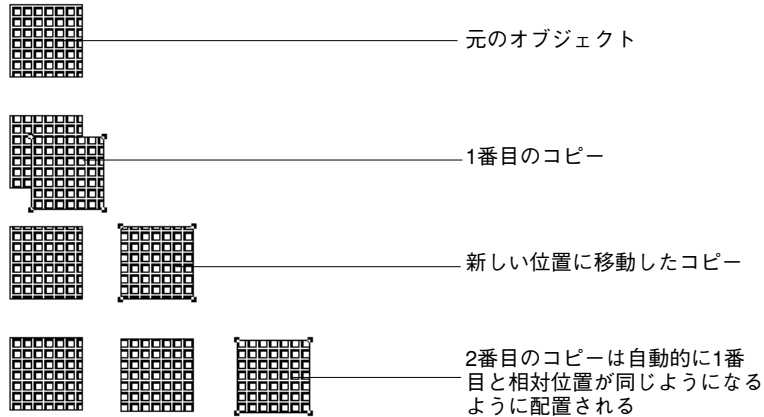 元のオブジェクト
1番目のコピー
新しい位置に移動したコピー
2番目のコピーは自動的に1番
目と相対位置が同じようになる
ように配置される